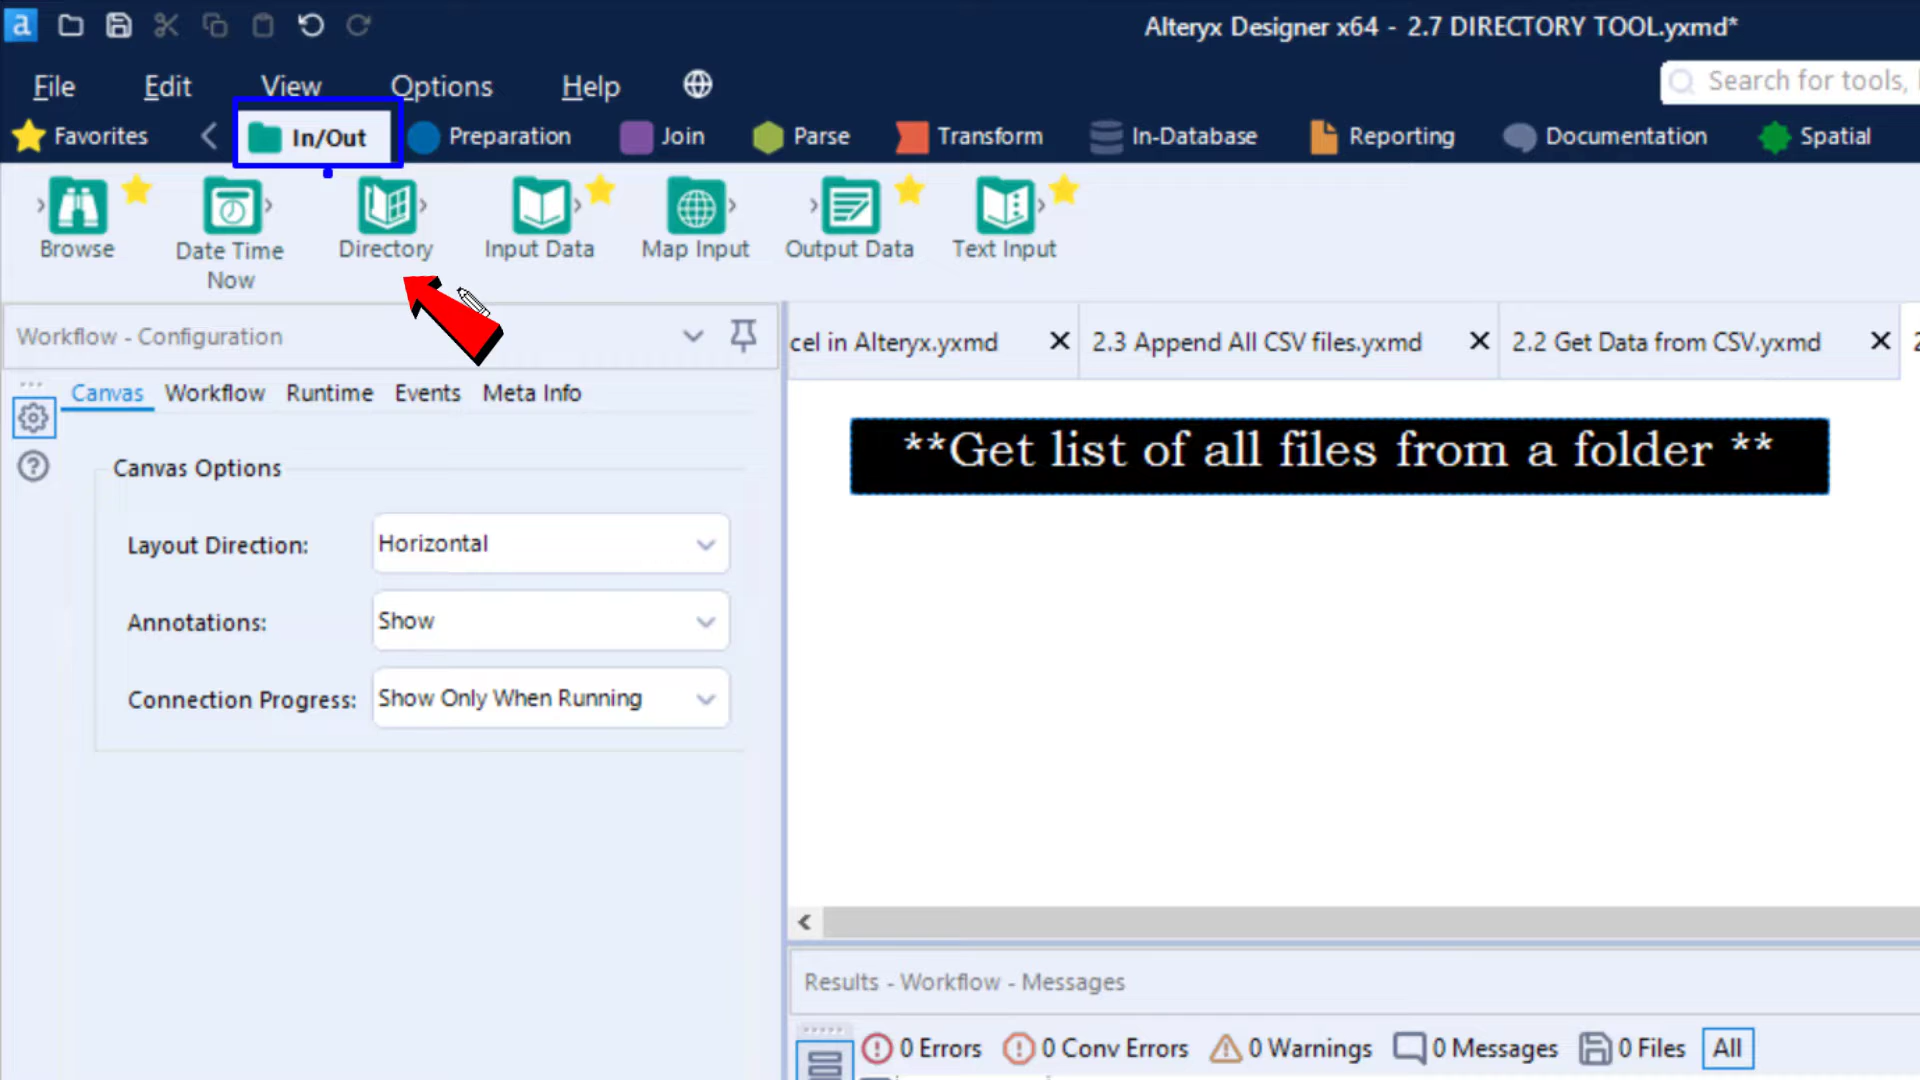 a
Alteryx Designer x64 - 2.7 DIRECTORY TOOL.yxmd*
File Edit View Options Help
Search for tools,
Favorites In/Out Preparation Join Parse Transform In-Database Reporting Documentation Spatial
Browse Date Time Now Directory Input Data Map Input Output Data Text Input
Workflow - Configuration
cel in Alteryx.yxmd 2.3 Append All CSV files.yxmd 2.2 Get Data from CSV.yxmd
Canvas Workflow Runtime Events Meta Info
**Get list of all files from a folder **
Canvas Options
Layout Direction: Horizontal
Annotations: Show
Connection Progress: Show Only When Running
Results - Workflow - Messages
0 Errors 0 Conv Errors 0 Warnings 0 Messages 0 Files All